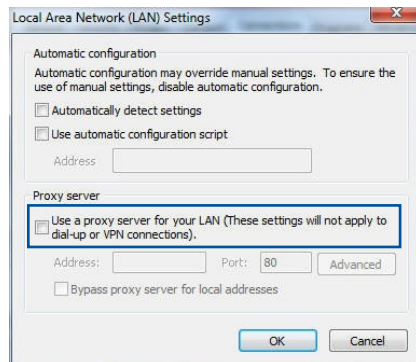 Local Area Network (LAN) Settings
Automatic configuration
Automatic configuration may override manual settings. To ensure the
use of manual settings, disable automatic configuration.
Automatically detect settings
Use automatic configuration script
Address
Proxy server
Use a proxy server for your LAN (These settings will not apply to
dial-up or VPN connections).
Address: Port: 80 Advanced
Bypass proxy server for local addresses
OK Cancel